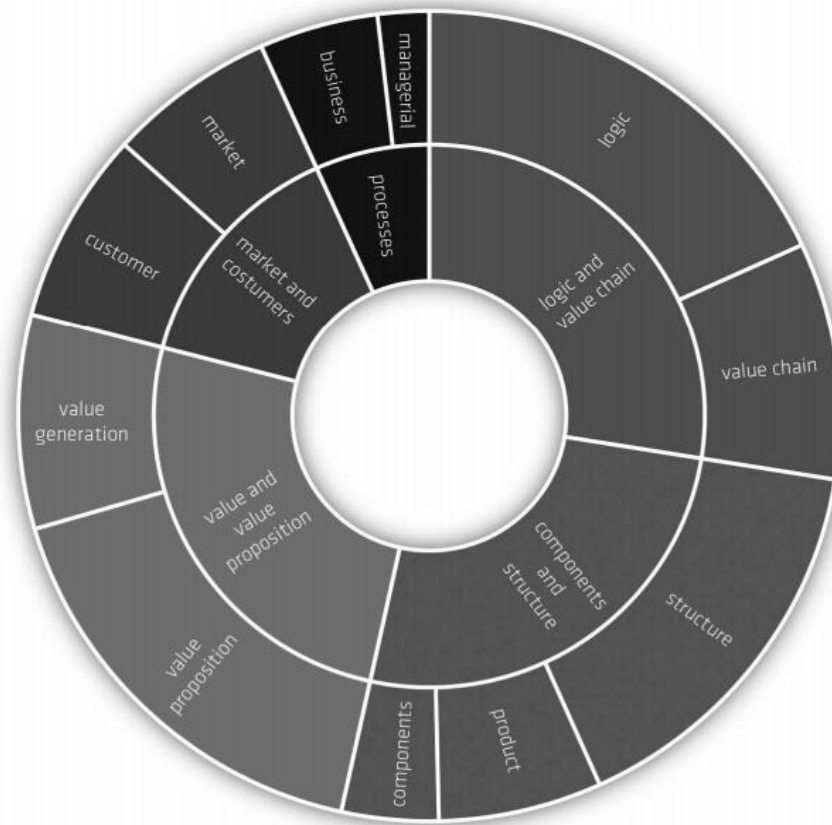 managerial
business
market
customer
processes
market and
costumers
logic
logic and
value chain
value chain
value
generation
value and
value
proposition
value
proposition
components
and
structure
structure
components
product